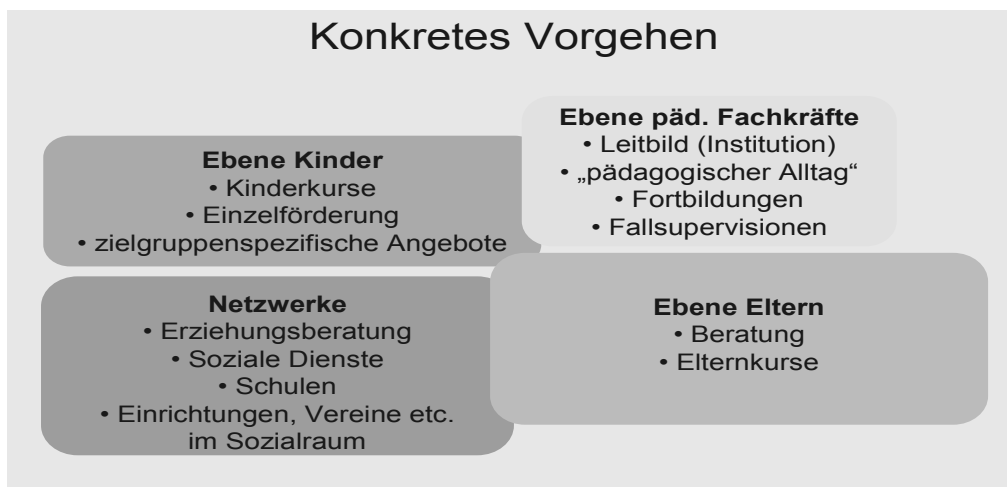 Konkretes Vorgehen
Ebene Kinder
• Kinderkurse
• Einzelförderung
• zielgruppenspezifische Angebote
Ebene päd. Fachkräfte
• Leitbild (Institution)
• „pädagogischer Alltag“
• Fortbildungen
• Fallsupervisionen
Netzwerke
• Erziehungsberatung
• Soziale Dienste
• Schulen
• Einrichtungen, Vereine etc.
im Sozialraum
Ebene Eltern
• Beratung
• Elternkurse